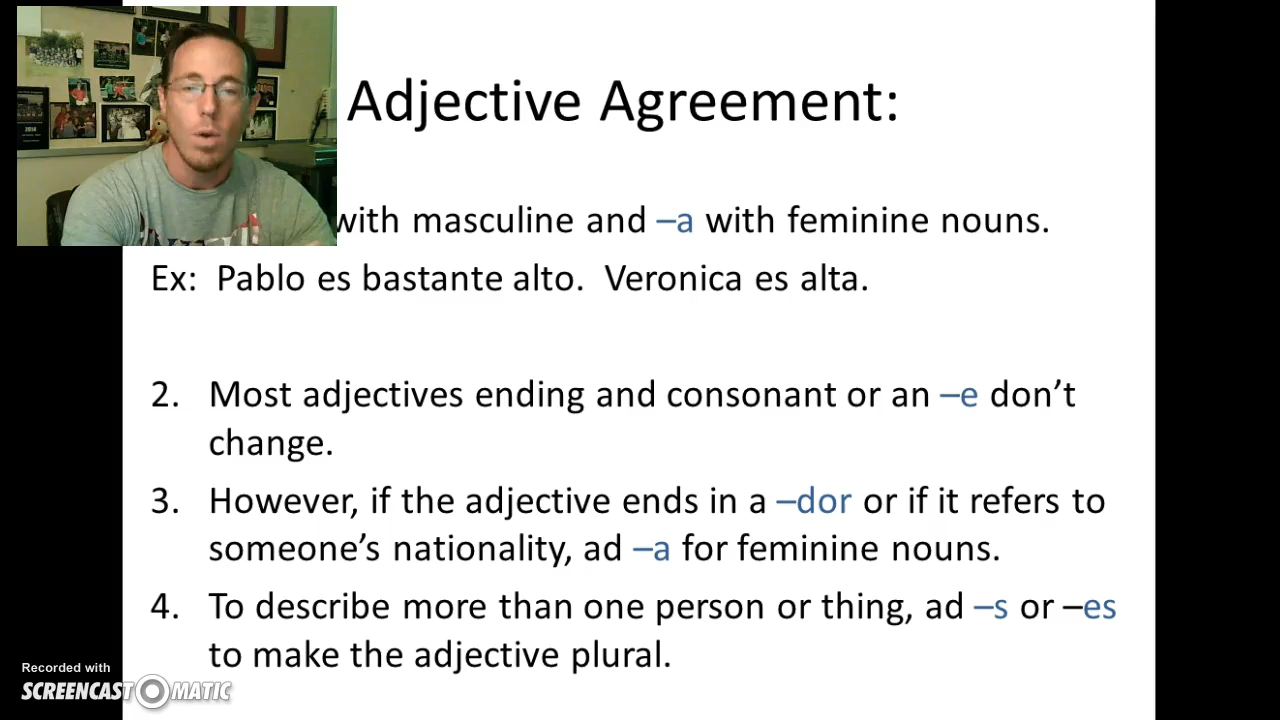 Adjective Agreement:
with masculine and –a with feminine nouns.
Ex: Pablo es bastante alto. Veronica es alta.
2. Most adjectives ending and consonant or an –e don’t
change.
3. However, if the adjective ends in a –dor or if it refers to
someone’s nationality, ad –a for feminine nouns.
4. To describe more than one person or thing, ad –s or –es
to make the adjective plural.
Recorded with
SCREENCAST-O-MATIC